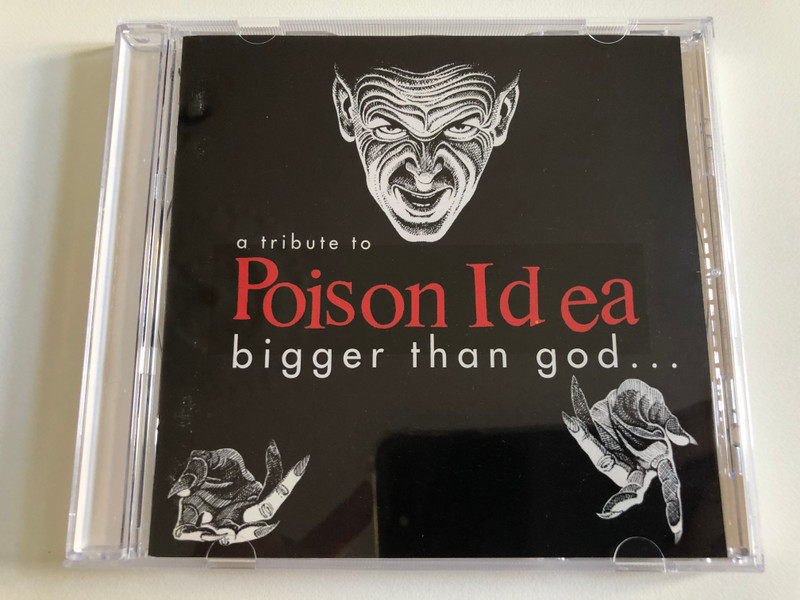 a tribute to
Poison Idea
bigger than god...